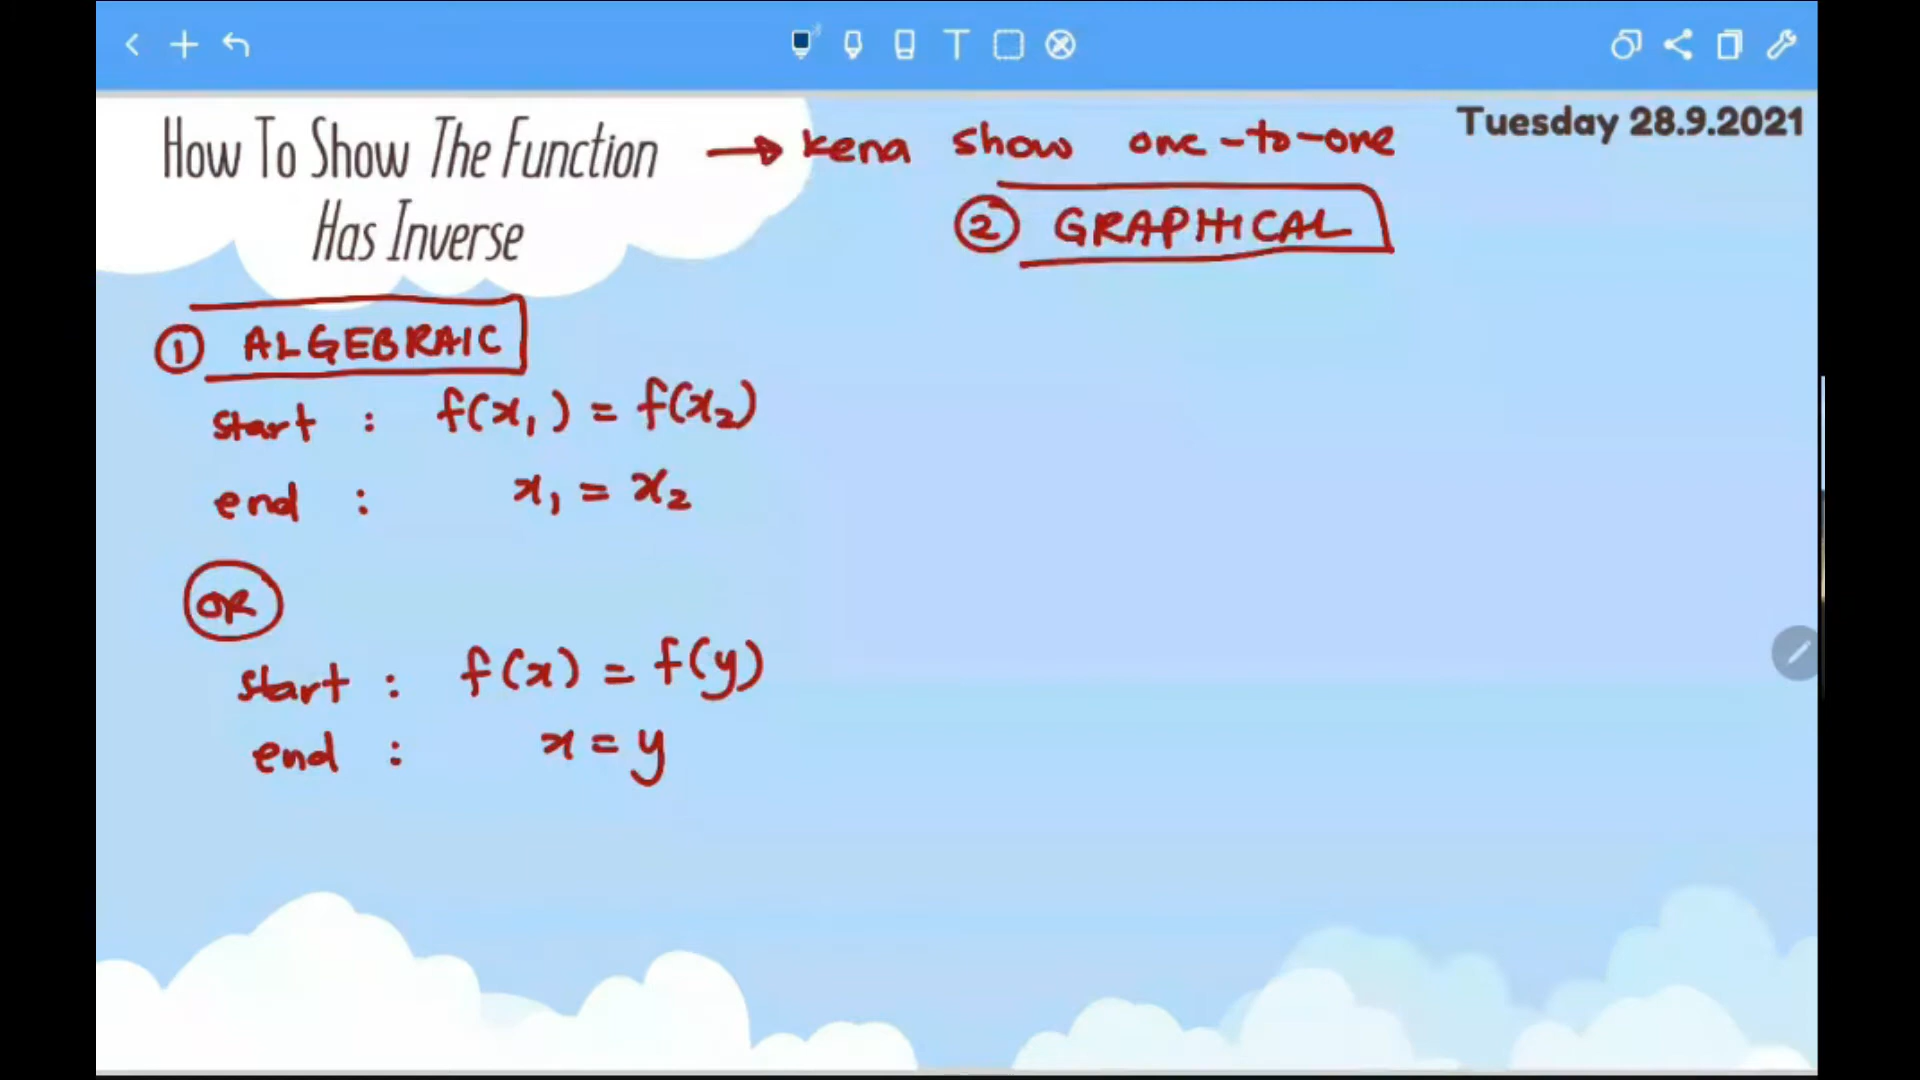 How To Show The Function → kena show one-to-one
Has Inverse
Tuesday 28.9.2021
① ALGEBRAIC
start : f(x₁) = f(x₂)
end : x₁ = x₂
OR
start : f(x) = f(y)
end : x = y
② GRAPHICAL